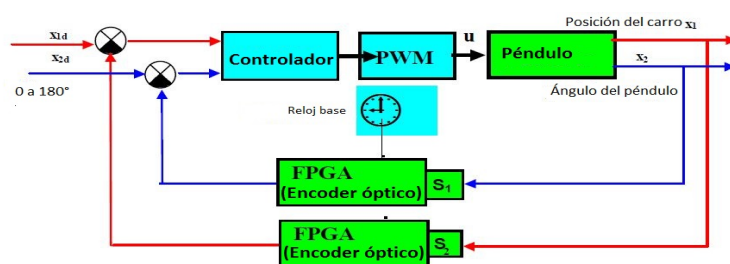 x1d
x2d
0 a 180°
Controlador
PWM
u
Péndulo
Posición del carro x1
x2
Ángulo del péndulo
Reloj base
FPGA
(Encoder óptico)
S1
FPGA
(Encoder óptico)
S2